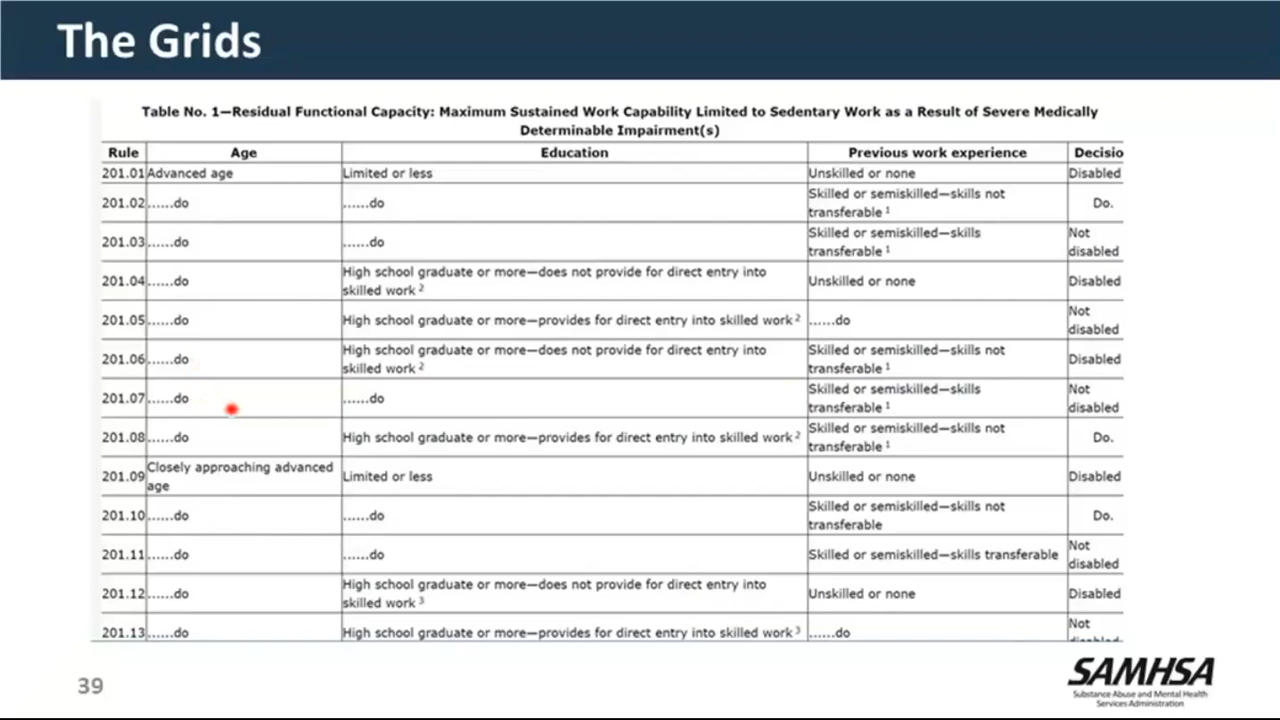 The Grids
Table No. 1—Residual Functional Capacity: Maximum Sustained Work Capability Limited to Sedentary Work as a Result of Severe Medically
Determinable Impairment(s)
Rule Age Education Previous work experience Decisio
201.01 Advanced age Limited or less Unskilled or none Disabled
201.02 ......do ......do Skilled or semiskilled—skills not
transferable 1 Do.
201.03 ......do ......do Skilled or semiskilled—skills
transferable 1 Not
disabled
201.04 ......do High school graduate or more—does not provide for direct entry into
skilled work 2 Unskilled or none Disabled
201.05 ......do High school graduate or more—provides for direct entry into skilled work 2 ......do Not
disabled
201.06 ......do High school graduate or more—does not provide for direct entry into
skilled work 2 Skilled or semiskilled—skills not
transferable 1 Disabled
201.07 ......do ......do Skilled or semiskilled—skills
transferable 1 Not
disabled
201.08 ......do High school graduate or more—provides for direct entry into skilled work 2 Skilled or semiskilled—skills not
transferable 1 Do.
201.09 Closely approaching advanced
age Limited or less Unskilled or none Disabled
201.10 ......do ......do Skilled or semiskilled—skills not
transferable Do.
201.11 ......do ......do Skilled or semiskilled—skills transferable Not
disabled
201.12 ......do High school graduate or more—does not provide for direct entry into
skilled work 3 Unskilled or none Disabled
201.13 ......do High school graduate or more—provides for direct entry into skilled work 3 ......do Not
39
SAMHSA
Substance Abuse and Mental Health
Services Administration